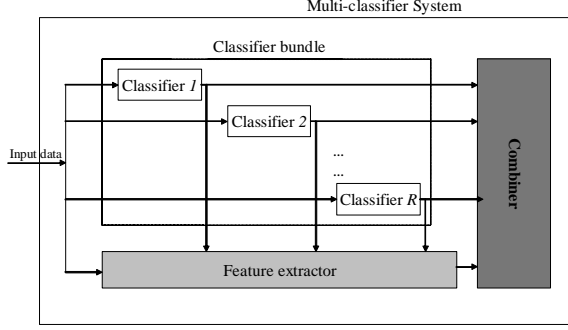 Multi-classifier System
Classifier bundle
Classifier 1
Classifier 2
Input data
...
...
Classifier R
Combiner
Feature extractor